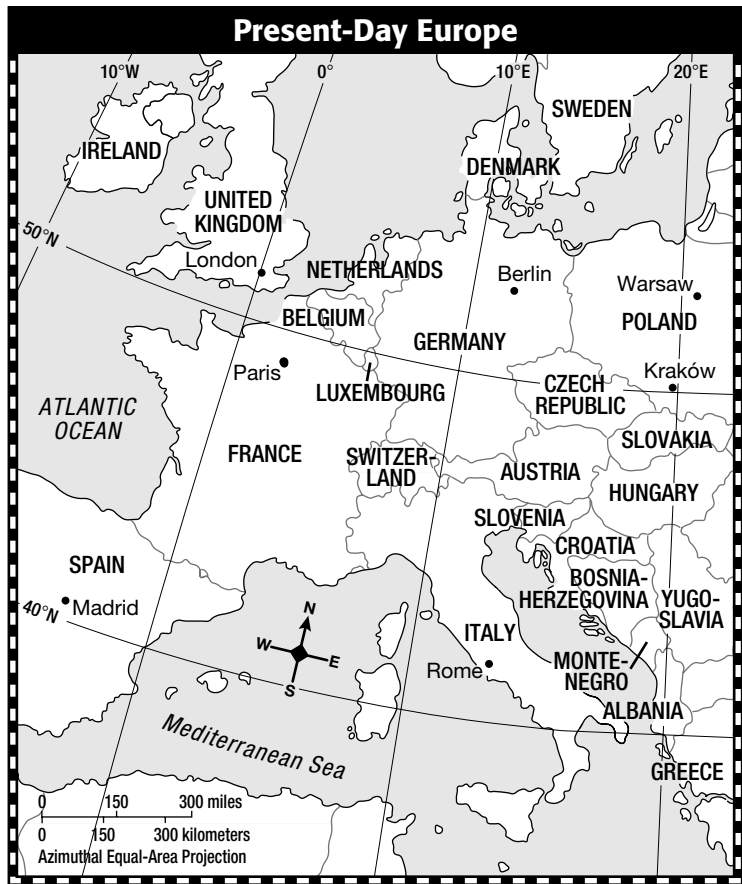 Present-Day Europe
10°W
0°
10°E
20°E
SWEDEN
IRELAND
DENMARK
UNITED
KINGDOM
50°N
London
NETHERLANDS
Berlin
Warsaw
BELGIUM
POLAND
GERMANY
Paris
Kraków
LUXEMBOURG
CZECH
REPUBLIC
ATLANTIC
OCEAN
SLOVAKIA
FRANCE
SWITZER-
LAND
AUSTRIA
HUNGARY
SLOVENIA
CROATIA
SPAIN
BOSNIA-
HERZEGOVINA
YUGO-
SLAVIA
Madrid
40°N
N
W
E
S
ITALY
Rome
MONTE-
NEGRO
ALBANIA
Mediterranean Sea
GREECE
0 150 300 miles
0 150 300 kilometers
Azimuthal Equal-Area Projection